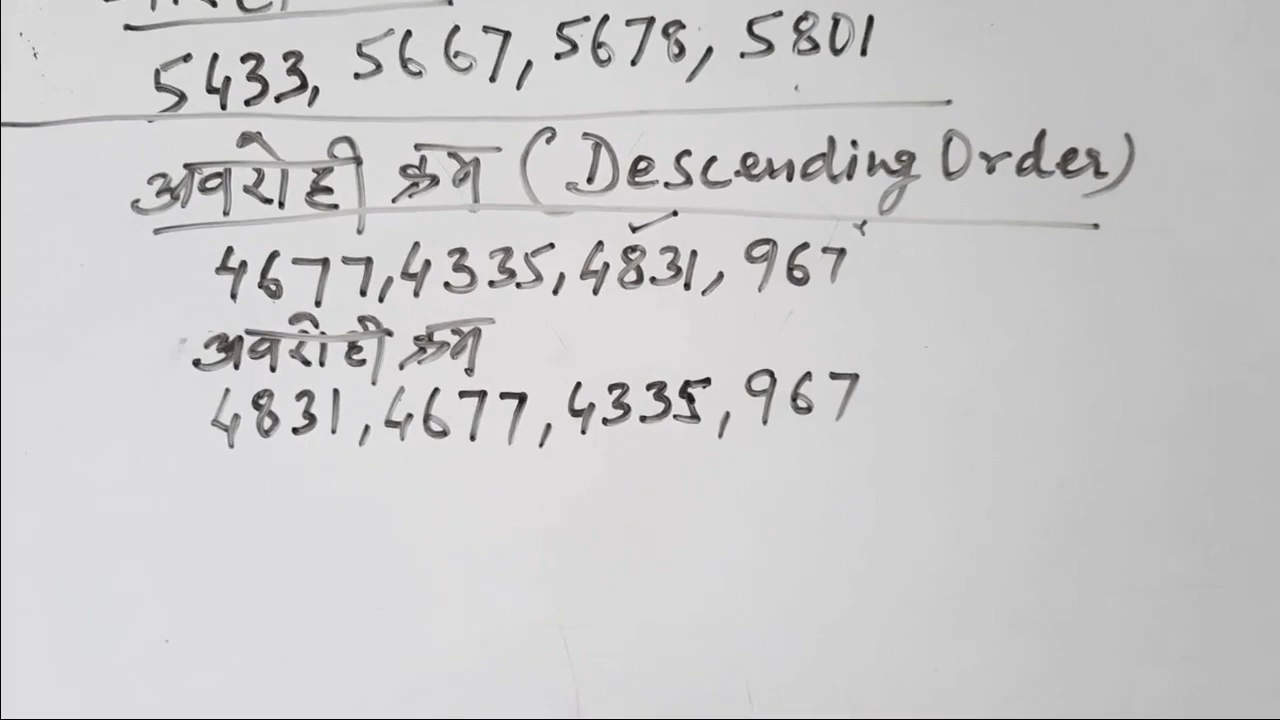 5433, 5667, 5678, 5801
अवरोही क्रम (Descending Order)
4677, 4335, 4831, 967
अवरोही क्रम
4831, 4677, 4335, 967